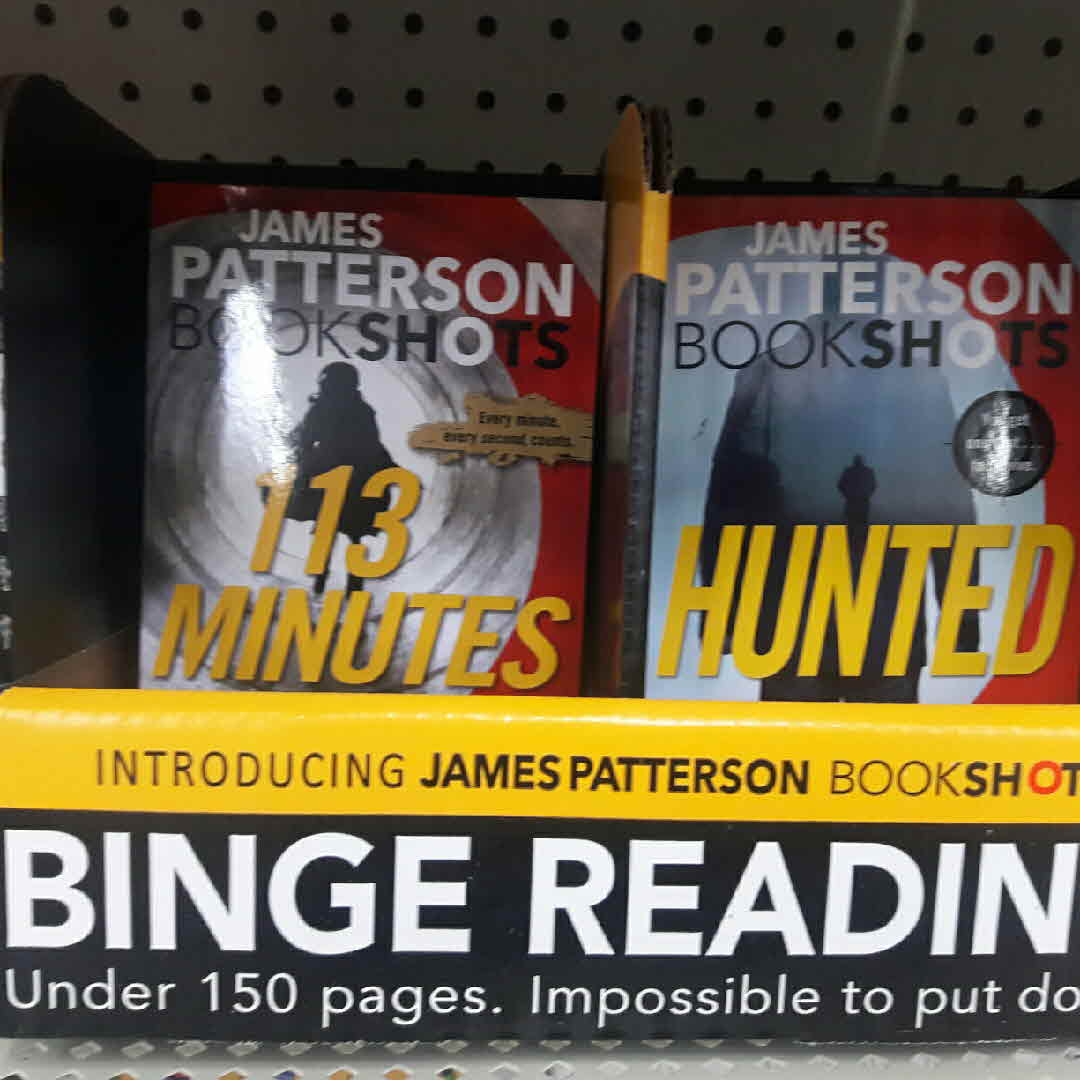 JAMES
PATTERSON
BOOKSHOTS
Every minute,
every second, counts.
113
MINUTES
JAMES
PATTERSON
BOOKSHOTS
HUNTED
INTRODUCING JAMES PATTERSON BOOKSHOT
BINGE READIN
Under 150 pages. Impossible to put do